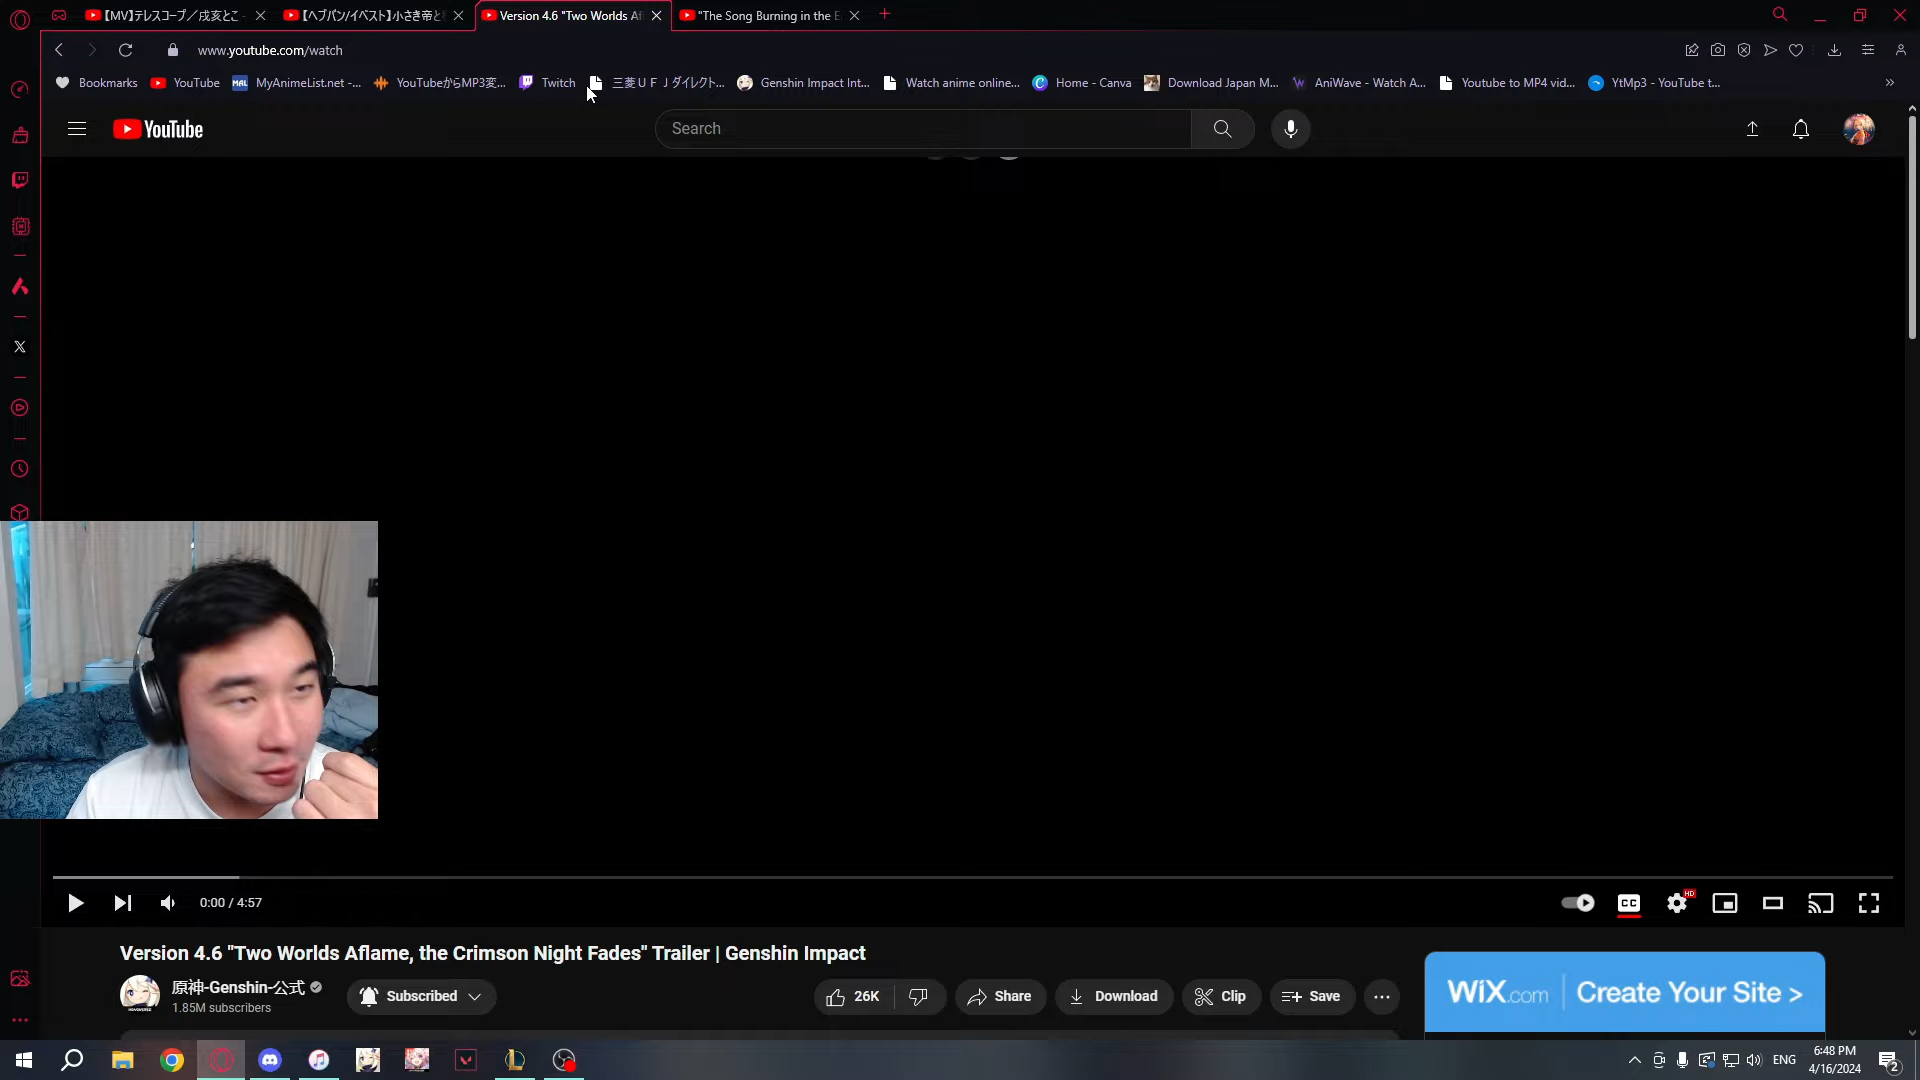 【MV】テレスコープ／戌亥とこ -
【ヘブバン/イベスト】小さき帝と
Version 4.6 "Two Worlds Af
"The Song Burning in the E
www.youtube.com/watch
Bookmarks
YouTube
MyAnimeList.net -...
YouTubeからMP3変...
Twitch
三菱ＵＦＪダイレクト...
Genshin Impact Int...
Watch anime online...
Home - Canva
Download Japan M...
AniWave - Watch A...
Youtube to MP4 vid...
YtMp3 - YouTube t...
YouTube
Search
0:00 / 4:57
CC
HD
Version 4.6 "Two Worlds Aflame, the Crimson Night Fades" Trailer | Genshin Impact
原神-Genshin-公式
1.85M subscribers
Subscribed
26K
Share
Download
Clip
Save
WiX.com
Create Your Site >
ENG
6:48 PM
4/16/2024
2